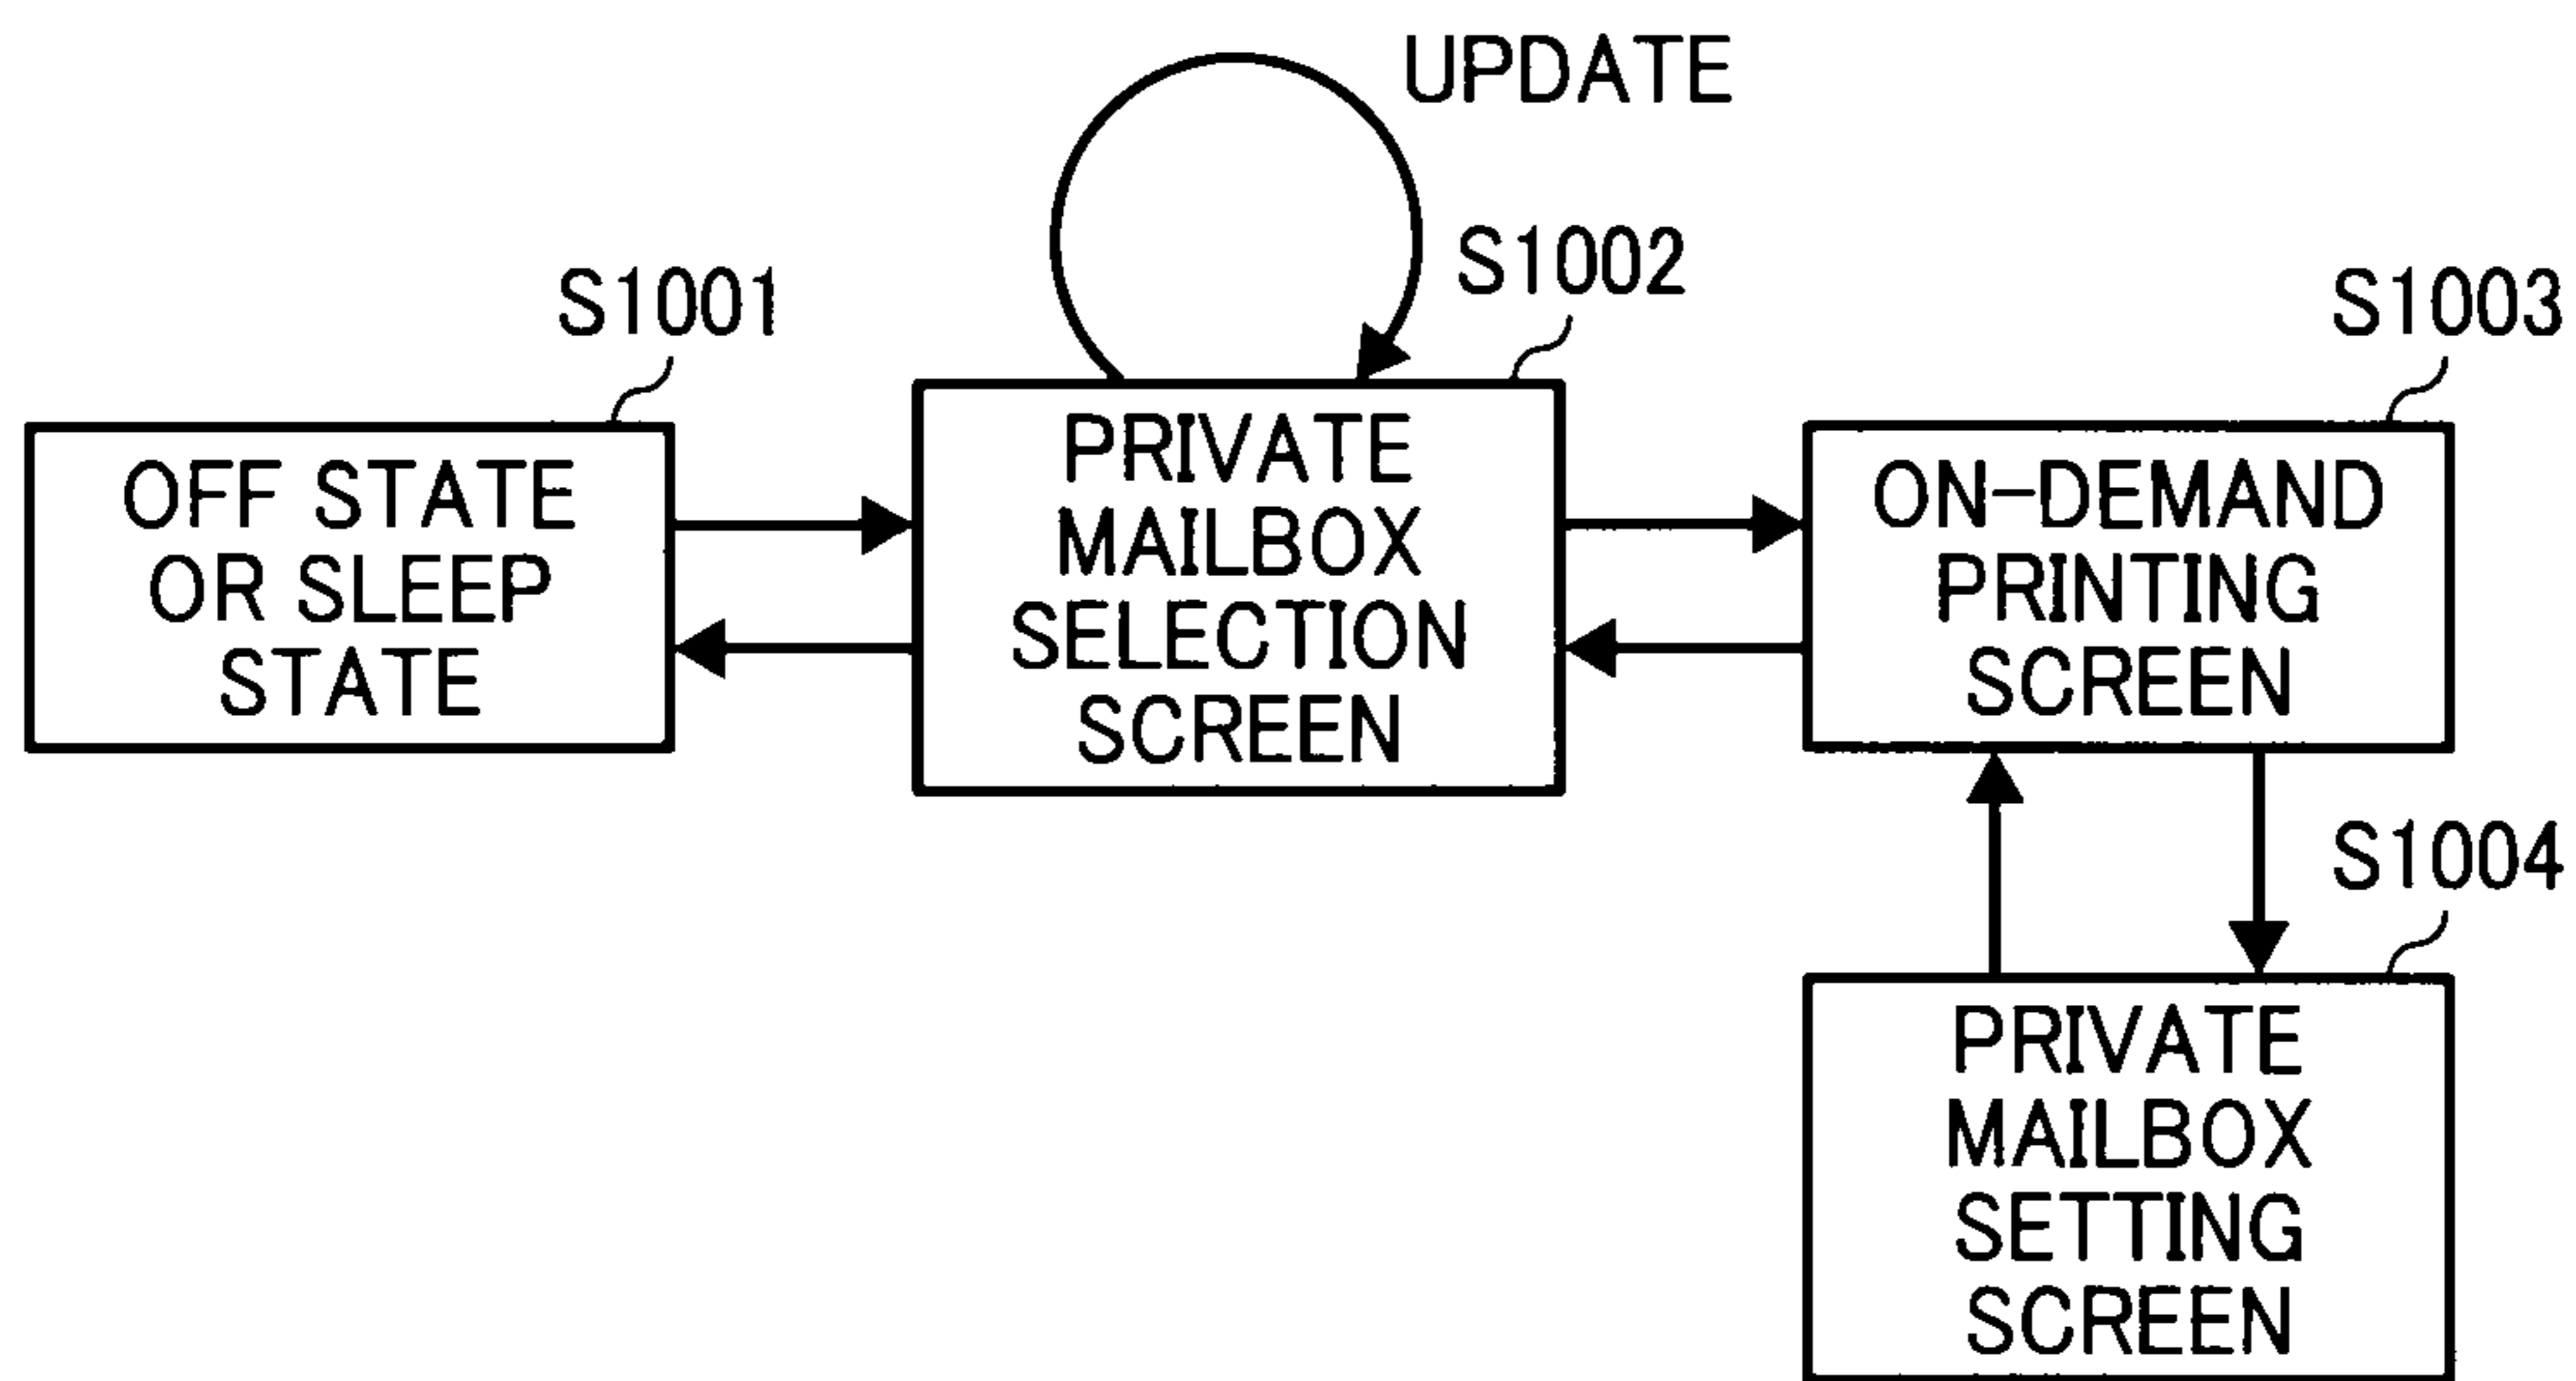 UPDATE
S1001
OFF STATE
OR SLEEP
STATE
S1002
PRIVATE
MAILBOX
SELECTION
SCREEN
S1003
ON-DEMAND
PRINTING
SCREEN
S1004
PRIVATE
MAILBOX
SETTING
SCREEN